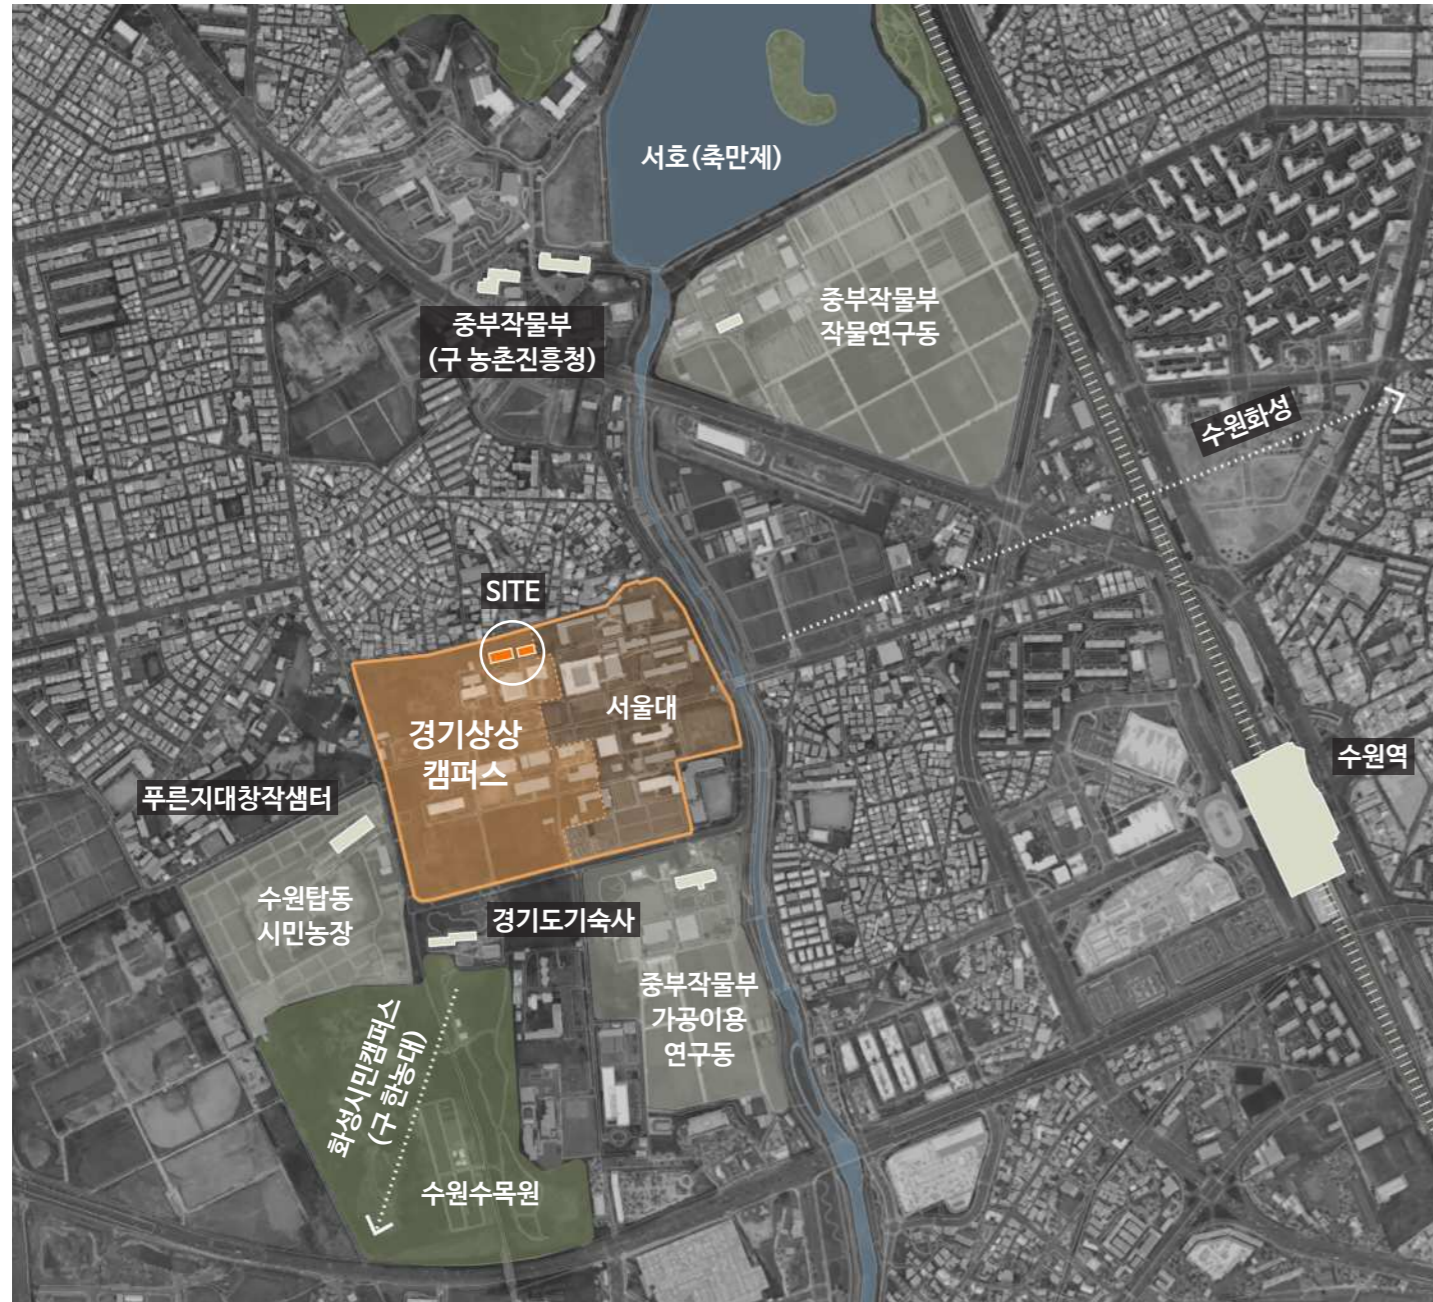 서호(축만제)
중부작물부
작물연구동
중부작물부
(구 농촌진흥청)
수원화성
SITE
서울대
경기상상
캠퍼스
수원역
푸른지대창작샘터
수원탑동
시민농장
경기도기숙사
중부작물부
가공이용
연구동
화성시민캠퍼스
(구 한농대)
수원수목원